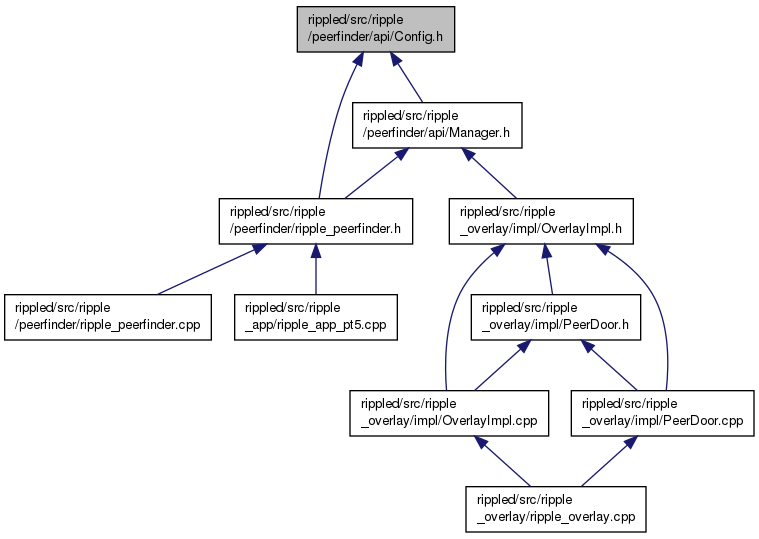 rippled/src/ripple
/peerfinder/api/Config.h
rippled/src/ripple
/peerfinder/api/Manager.h
rippled/src/ripple
/peerfinder/ripple_peerfinder.h
rippled/src/ripple
_overlay/impl/OverlayImpl.h
rippled/src/ripple
/peerfinder/ripple_peerfinder.cpp
rippled/src/ripple
_app/ripple_app_pt5.cpp
rippled/src/ripple
_overlay/impl/PeerDoor.h
rippled/src/ripple
_overlay/impl/OverlayImpl.cpp
rippled/src/ripple
_overlay/impl/PeerDoor.cpp
rippled/src/ripple
_overlay/ripple_overlay.cpp